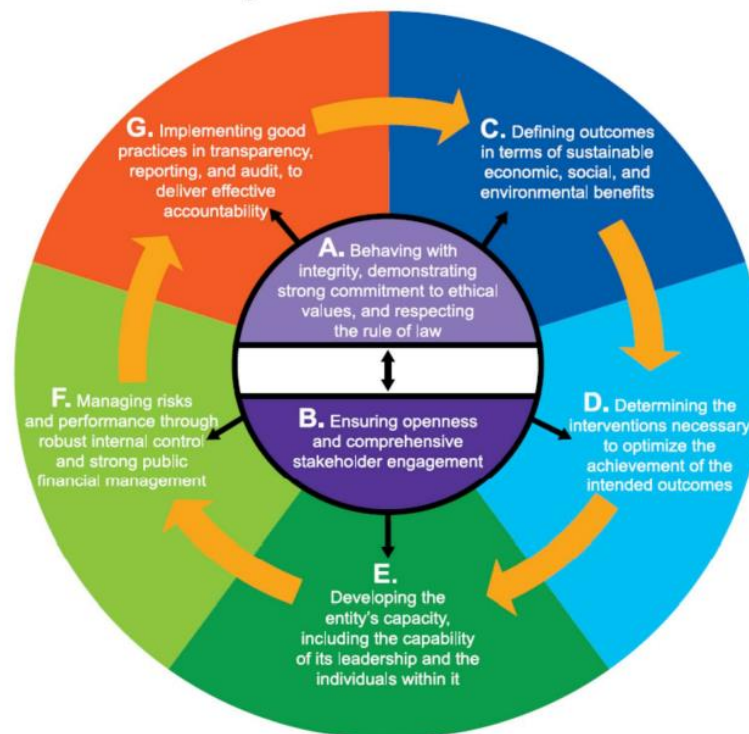 G. Implementing good
practices in transparency,
reporting, and audit, to
deliver effective
accountability
C. Defining outcomes
in terms of sustainable
economic, social, and
environmental benefits
A. Behaving with
integrity, demonstrating
strong commitment to ethical
values, and respecting
the rule of law
F. Managing risks
and performance through
robust internal control
and strong public
financial management
B. Ensuring openness
and comprehensive
stakeholder engagement
D. Determining the
interventions necessary
to optimize the
achievement of the
intended outcomes
E.
Developing the
entity's capacity,
including the capability
of its leadership and the
individuals within it